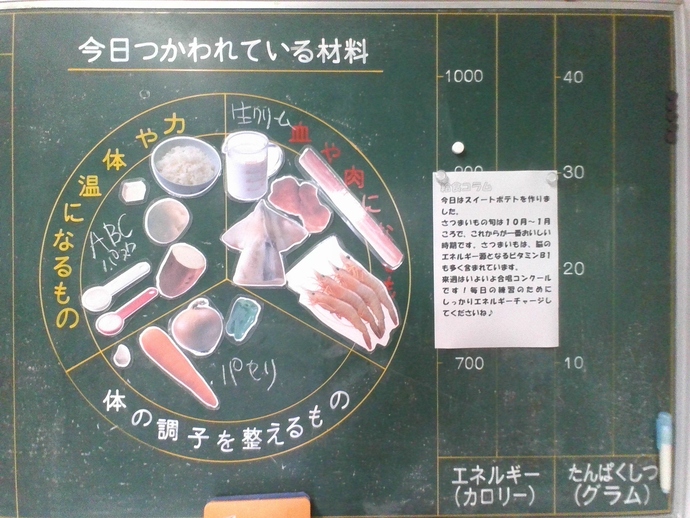 今日つかわれている材料
力や体温になるもの
血や肉に
体の調子を整えるもの
生クリーム
ABC
パスタ
パセリ
1000
700
40
30
20
10
コラム
今日はスイートポテトを作りま
した。
さつまいもの旬は１０月～１月
ころで、これからが一番おいしい
時期です。さつまいもは、脳の
エネルギー源となるビタミンB１
も多く含まれています。
来週はいよいよ合唱コンクール
です！毎日の練習のために
しっかりエネルギーチャージし
てくださいね♪
エネルギー
（カロリー）
たんぱくしつ
（グラム）